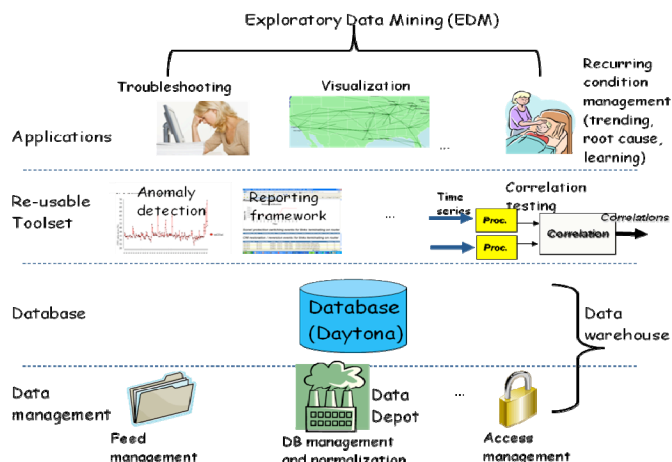 Exploratory Data Mining (EDM)
Troubleshooting
Visualization
Recurring
condition
management
(trending,
root cause,
learning)
Applications
...
Re-usable
Toolset
Anomaly
detection
Reporting
framework
...
Time
series
Correlation
testing
Proc.
Proc.
Correlation
Correlations
Database
Database
(Daytona)
Data
warehouse
Data
management
Data
Depot
...
Feed
management
DB management
and normalization
Access
management